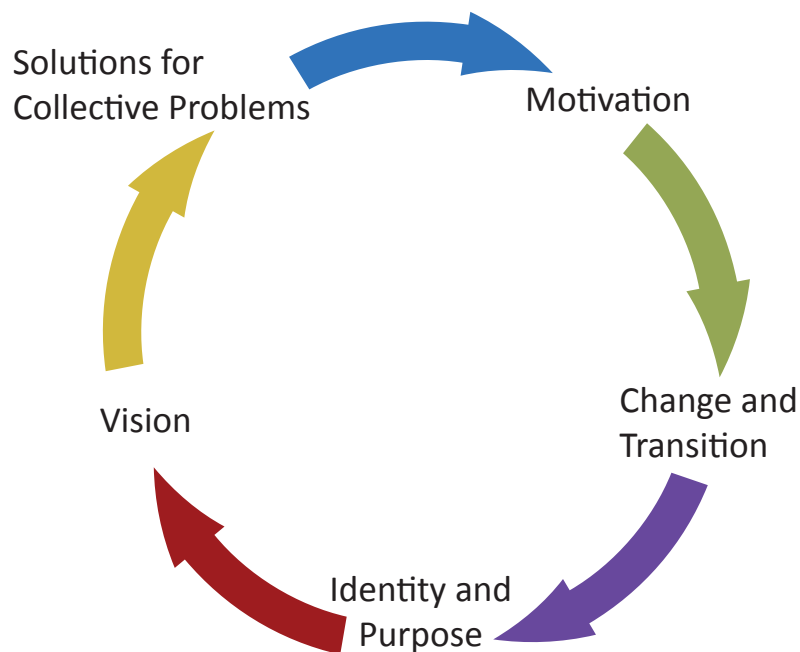 Solutions for
Collective Problems
Motivation
Change and
Transition
Identity and
Purpose
Vision